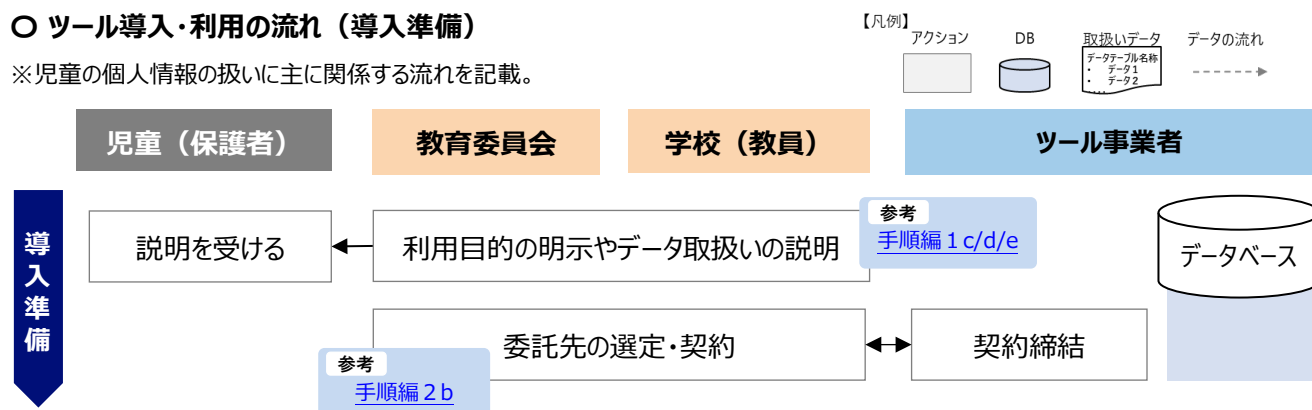 〇 ツール導入・利用の流れ（導入準備）
※児童の個人情報の扱いに主に関係する流れを記載。
【凡例】
アクション
DB
取扱いデータ
データの流れ
データテーブル名称
・ データ1
・ データ2
....
児童（保護者）
教育委員会
学校（教員）
ツール事業者
導入準備
説明を受ける
利用目的の明示やデータ取扱いの説明
参考
手順編１c/d/e
データベース
委託先の選定・契約
契約締結
参考
手順編２b